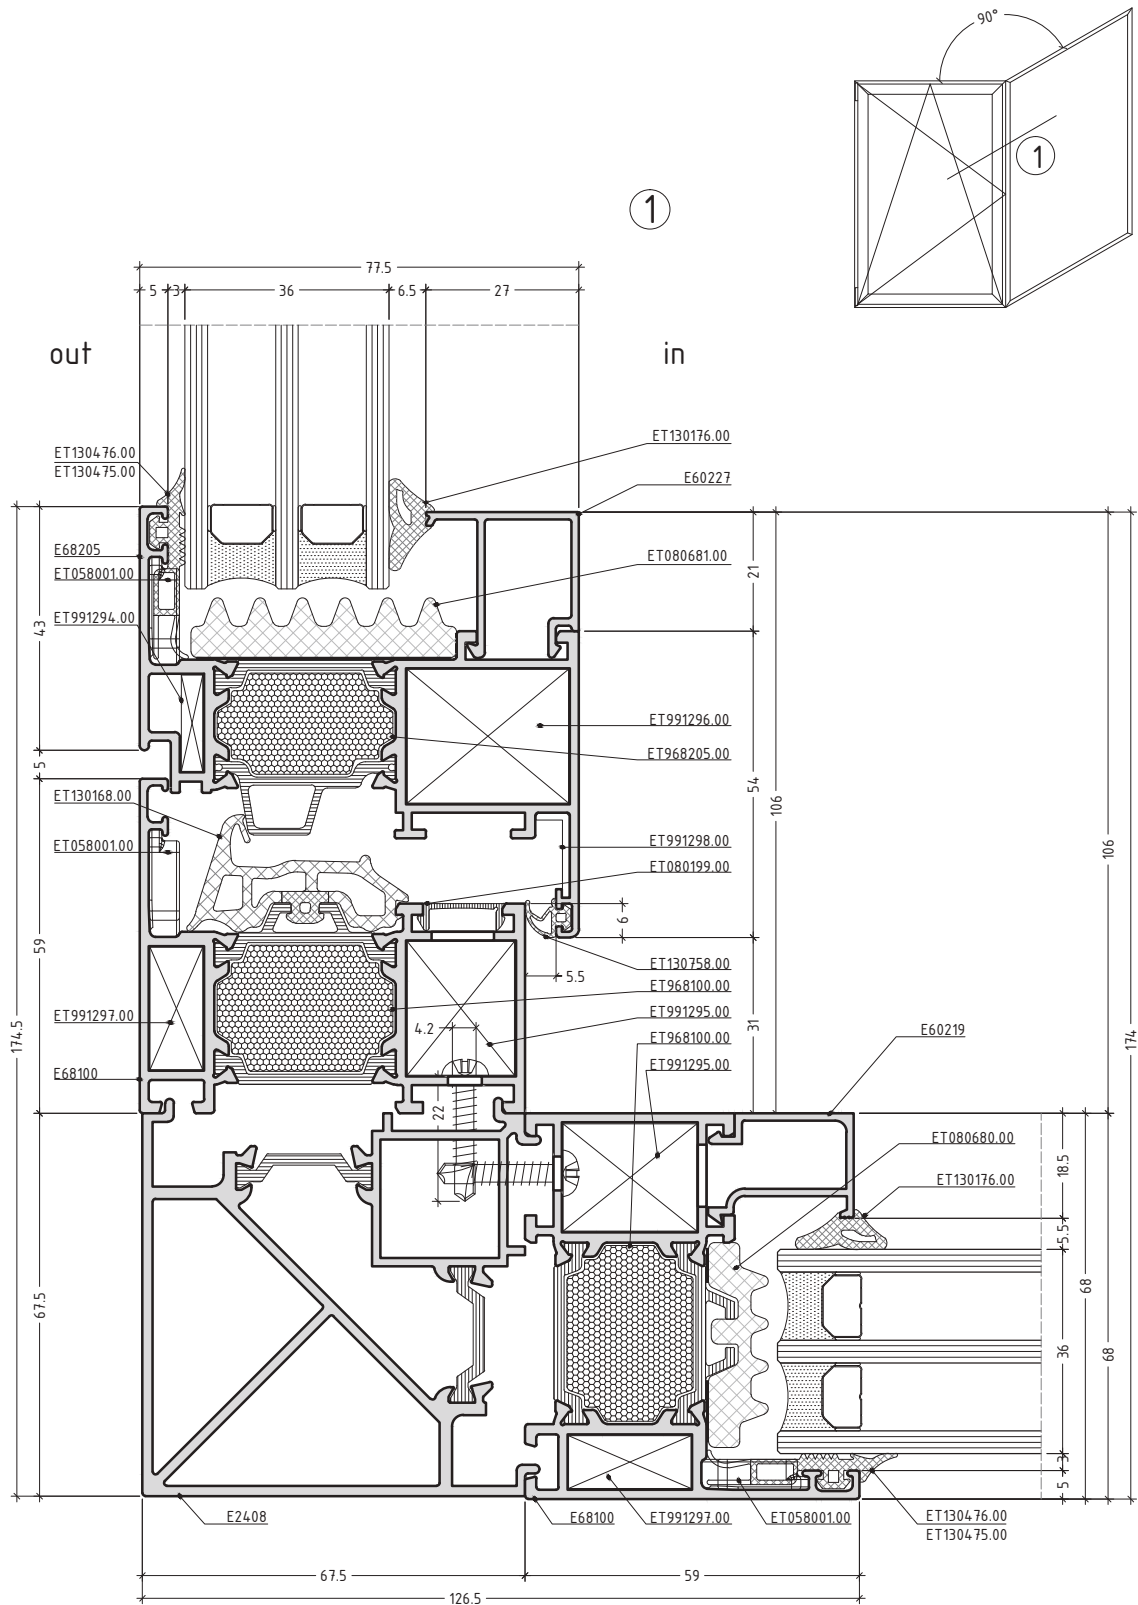 90°
1
1
77.5
5
3
36
6.5
27
out
in
ET130476.00
ET130475.00
ET130176.00
E60227
E68205
ET058001.00
ET080681.00
ET991294.00
21
43
ET991296.00
ET968205.00
5
54
106
106
ET130168.00
ET058001.00
ET991298.00
ET080199.00
6
59
ET130758.00
5.5
ET968100.00
ET991297.00
ET991295.00
4.2
31
174.5
174
ET968100.00
E60219
E68100
ET991295.00
22
ET080680.00
18.5
ET130176.00
5.5
67.5
68
36
68
3
5
E2408
E68100
ET991297.00
ET058001.00
ET130476.00
ET130475.00
67.5
59
126.5